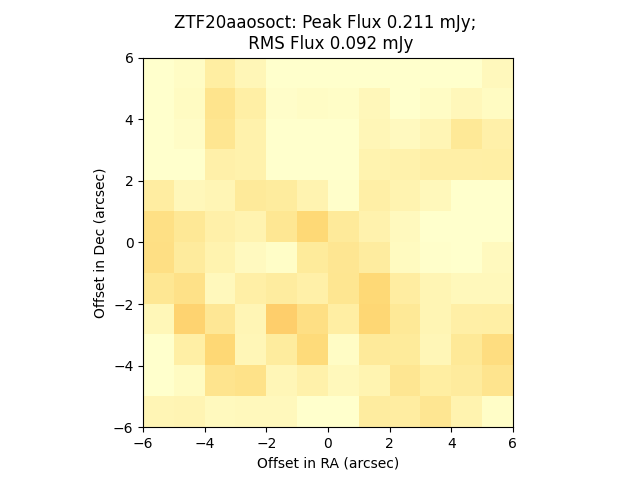 ZTF20aaosoct: Peak Flux 0.211 mJy;
RMS Flux 0.092 mJy
6
4
2
0
−2
−4
−6
Offset in Dec (arcsec)
−6 −4 −2 0 2 4 6
Offset in RA (arcsec)